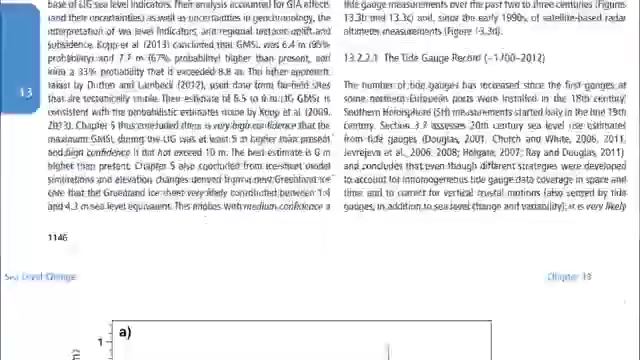 base of LIG sea level indicators. Their analysis accounted for GIA effects
(and their uncertainties) as well as uncertainties in geochronology, the
interpretation of sea level indicators, and regional tectonic uplift and
subsidence. Kopp et al. (2013) concluded that GMSL was 6.4 m (95%
probability) and 7.7 m (67% probability) higher than present, and
with a 33% probability that it exceeded 8.8 m. The other approach,
taken by Dutton and Lambeck (2012), used data from far-field sites
that are tectonically stable. Their estimate of 5.5 to 9 m LIG GMSL is
consistent with the probabilistic estimates made by Kopp et al. (2009,
2013). Chapter 5 thus concluded there is very high confidence that the
maximum GMSL during the LIG was at least 5 m higher than present
and high confidence it did not exceed 10 m. The best estimate is 6 m
higher than present. Chapter 5 also concluded from ice-sheet model
simulations and elevation changes derived from a new Greenland ice
core that the Greenland ice sheet very likely contributed between 1.4
and 4.3 m sea level equivalent. This implies with medium confidence a
13
1146
tide gauge measurements over the past two to three centuries (Figures
13.3b and 13.3c) and, since the early 1990s, of satellite-based radar
altimeter measurements (Figure 13.3d).
13.2.2.1 The Tide Gauge Record (~1700–2012)
The number of tide gauges has increased since the first gauges at
some northern European ports were installed in the 18th century;
Southern Hemisphere (SH) measurements started only in the late 19th
century. Section 3.7 assesses 20th century sea level rise estimates
from tide gauges (Douglas, 2001; Church and White, 2006, 2011;
Jevrejeva et al., 2006, 2008; Holgate, 2007; Ray and Douglas, 2011),
and concludes that even though different strategies were developed
to account for inhomogeneous tide gauge data coverage in space and
time, and to correct for vertical crustal motions (also sensed by tide
gauges, in addition to sea level change and variability), it is very likely
Sea Level Change
Chapter 13
a)
1